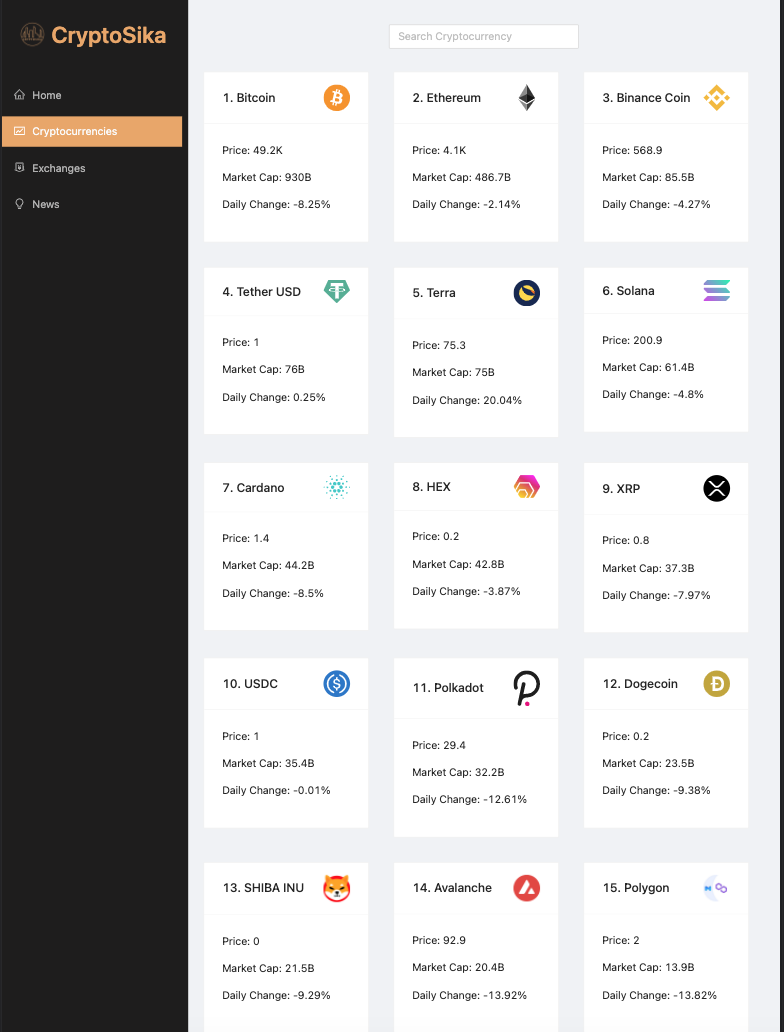 CryptoSika
Home
Cryptocurrencies
Exchanges
News
Search Cryptocurrency
1. Bitcoin
Price: 49.2K
Market Cap: 930B
Daily Change: -8.25%
2. Ethereum
Price: 4.1K
Market Cap: 486.7B
Daily Change: -2.14%
3. Binance Coin
Price: 568.9
Market Cap: 85.5B
Daily Change: -4.27%
4. Tether USD
Price: 1
Market Cap: 76B
Daily Change: 0.25%
5. Terra
Price: 75.3
Market Cap: 75B
Daily Change: 20.04%
6. Solana
Price: 200.9
Market Cap: 61.4B
Daily Change: -4.8%
7. Cardano
Price: 1.4
Market Cap: 44.2B
Daily Change: -8.5%
8. HEX
Price: 0.2
Market Cap: 42.8B
Daily Change: -3.87%
9. XRP
Price: 0.8
Market Cap: 37.3B
Daily Change: -7.97%
10. USDC
Price: 1
Market Cap: 35.4B
Daily Change: -0.01%
11. Polkadot
Price: 29.4
Market Cap: 32.2B
Daily Change: -12.61%
12. Dogecoin
Price: 0.2
Market Cap: 23.5B
Daily Change: -9.38%
13. SHIBA INU
Price: 0
Market Cap: 21.5B
Daily Change: -9.29%
14. Avalanche
Price: 92.9
Market Cap: 20.4B
Daily Change: -13.92%
15. Polygon
Price: 2
Market Cap: 13.9B
Daily Change: -13.82%